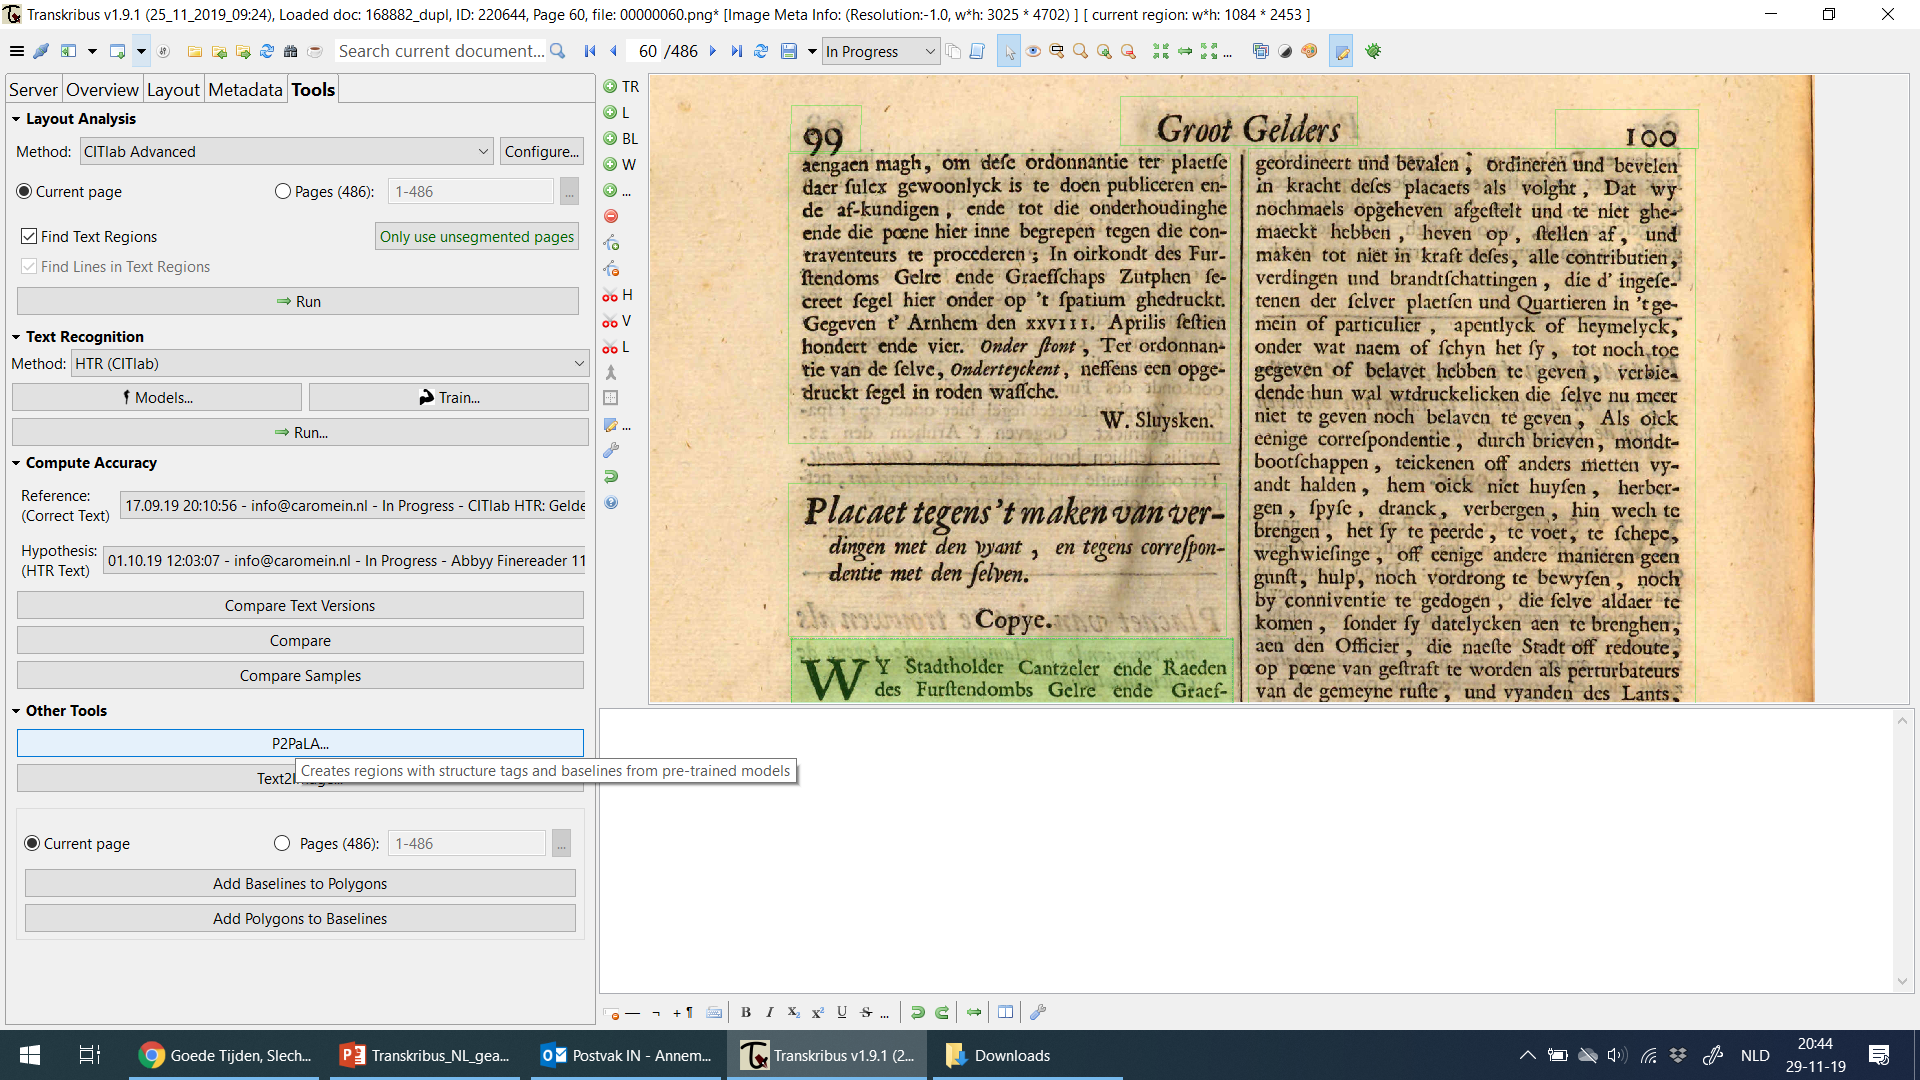 Transkribus v1.9.1 (25_11_2019_09:24), Loaded doc: 168882_dupl, ID: 220644, Page 60, file: 00000060.png* [Image Meta Info: (Resolution:-1.0, w*h: 3025 * 4702) ] [ current region: w*h: 1084 * 2453 ]
Search current document... 60 /486 In Progress
Server Overview Layout Metadata Tools
Layout Analysis
Method: CITlab Advanced Configure...
Current page Pages (486): 1-486 ...
Find Text Regions Only use unsegmented pages
Find Lines in Text Regions
Run
Text Recognition
Method: HTR (CITlab)
Models... Train...
Run...
Compute Accuracy
Reference:
(Correct Text) 17.09.19 20:10:56 - info@caromein.nl - In Progress - CITlab HTR: Gelde
Hypothesis:
(HTR Text) 01.10.19 12:03:07 - info@caromein.nl - In Progress - Abbyy Finereader 11
Compare Text Versions
Compare
Compare Samples
Other Tools
P2PaLA...
Creates regions with structure tags and baselines from pre-trained models
Current page Pages (486): 1-486 ...
Add Baselines to Polygons
Add Polygons to Baselines
TR
L
BL
W
...
H
V
L
...
99 Groot Gelders 100
aengaen magh, om deſe ordonnantie ter plaetſe
daer ſulex gewoonlyck is te doen publiceren en-
de af-kundigen, ende tot die onderhoudinghe
ende die pœne hier inne begrepen tegen die con-
traventeurs te procederen; In oirkondt des Fur-
ſtendoms Gelre ende Graefſchaps Zutphen ſe-
creet ſegel hier onder op 't ſpatium ghedruckt.
Gegeven t' Arnhem den XXVIII. Aprilis ſeſtien
hondert ende vier. Onder ſtont, Ter ordonnan-
tie van de ſelve, Onderteyckent, neffens een opge-
druckt ſegel in roden waſſche.
W. Sluysken.
Placaet tegens 't maken van ver-
dingen met den vyant, en tegens correſpon-
dentie met den ſelven.
Copye.
WY Stadtholder Cantzeler ende Raeden
des Furſtendombs Gelre ende Graef-
geordineert und bevalen, ordineren und bevelen
in kracht deſes placaets als volght, Dat wy
nochmaels opgeheven afgeſtelt und te niet ghe-
maeckt hebben, heven op, ſtellen af, und
maken tot niet in kraft deſes, alle contributien,
verdingen und brandtſchattingen, die d' ingeſe-
tenen der ſelver plaetſen und Quartieren in 't ge-
mein of particulier, apentlyck of heymelyck,
onder wat naem of ſchyn het ſy, tot noch toe
gegeven of belavet hebben te geven, verbie-
dende hun wal wtdruckelicken die ſelve nu meer
niet te geven noch belaven te geven, Als oick
eenige correſpondentie, durch brieven, mondt-
bootſchappen, teickenen off anders metten vy-
andt halden, hem oick niet huyſen, herber-
gen, ſpyſe, dranck, verbergen, hin wech te
brengen, het ſy te peerde, te voet, te ſchepe,
weghwieſinge, off eenige andere manieren geen
gunſt, hulp, noch vordrong te bewyſen, noch
by conniventie te gedogen, die ſelve aldaer te
komen, ſonder ſy datelycken aen te brenghen,
aen den Officier, die naeſte Stadt off redoute,
op pœne van geſtraft te worden als perturbateurs
van de gemeyne ruſte, und vyanden des Lants,
B I X₂ X² U S ...
Goede Tijden, Slech... Transkribus_NL_gea... Postvak IN - Annem... Transkribus v1.9.1 (2... Downloads NLD 20:44
29-11-19